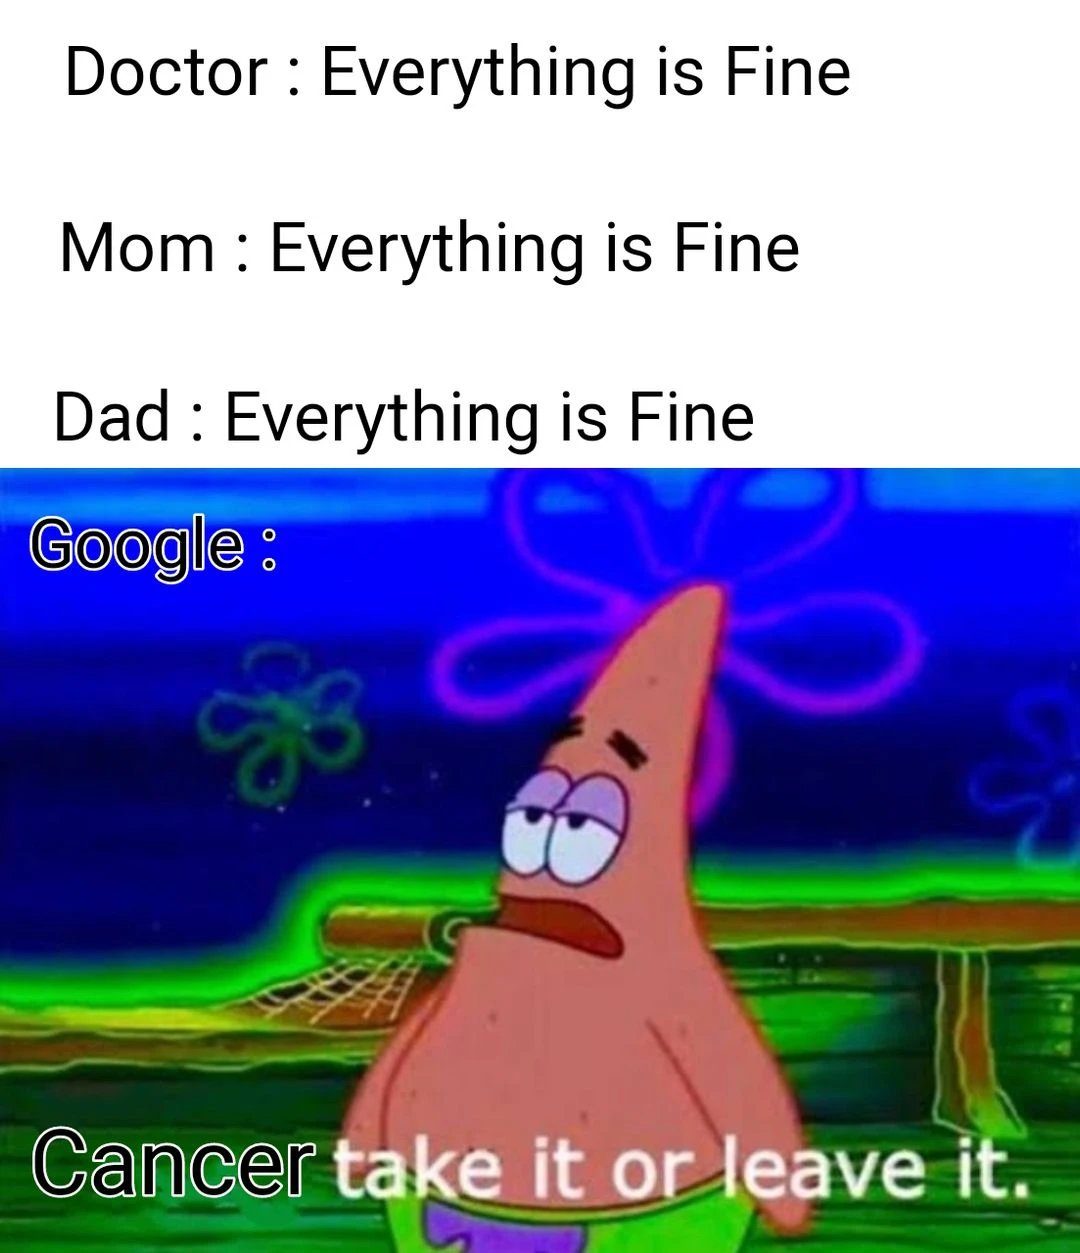 Doctor : Everything is Fine
Mom : Everything is Fine
Dad : Everything is Fine
Google :
Cancer take it or leave it.